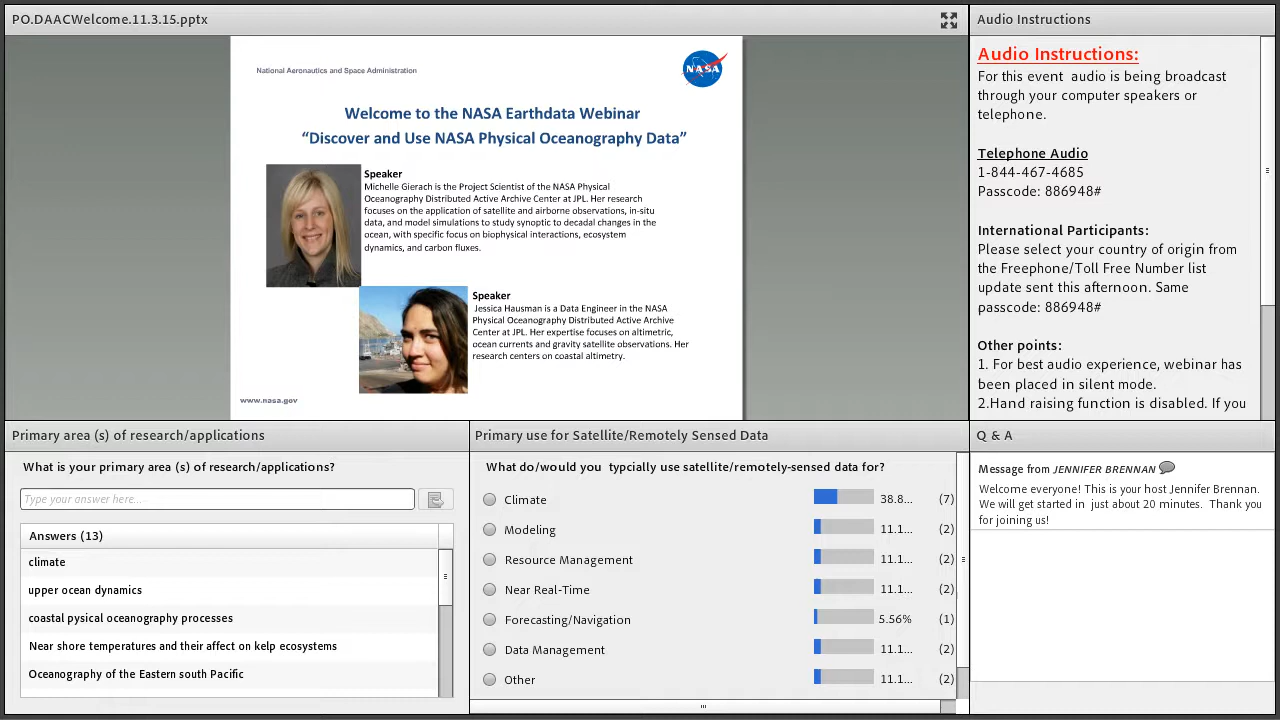 PO.DAACWelcome.11.3.15.pptx
National Aeronautics and Space Administration
NASA
Welcome to the NASA Earthdata Webinar
“Discover and Use NASA Physical Oceanography Data”
Speaker
Michelle Gierach is the Project Scientist of the NASA Physical
Oceanography Distributed Active Archive Center at JPL. Her research
focuses on the application of satellite and airborne observations, in-situ
data, and model simulations to study synoptic to decadal changes in the
ocean, with specific focus on biophysical interactions, ecosystem
dynamics, and carbon fluxes.
Speaker
Jessica Hausman is a Data Engineer in the NASA
Physical Oceanography Distributed Active Archive
Center at JPL. Her expertise focuses on altimetric,
ocean currents and gravity satellite observations. Her
research centers on coastal altimetry.
www.nasa.gov
Audio Instructions
Audio Instructions:
For this event audio is being broadcast
through your computer speakers or
telephone.
Telephone Audio
1-844-467-4685
Passcode: 886948#
International Participants:
Please select your country of origin from
the Freephone/Toll Free Number list
update sent this afternoon. Same
passcode: 886948#
Other points:
1. For best audio experience, webinar has
been placed in silent mode.
2.Hand raising function is disabled. If you
Primary area (s) of research/applications
What is your primary area (s) of research/applications?
Type your answer here...
Answers (13)
climate
upper ocean dynamics
coastal pysical oceanography processes
Near shore temperatures and their affect on kelp ecosystems
Oceanography of the Eastern south Pacific
Primary use for Satellite/Remotely Sensed Data
What do/would you typcially use satellite/remotely-sensed data for?
Climate 38.8... (7)
Modeling 11.1... (2)
Resource Management 11.1... (2)
Near Real-Time 11.1... (2)
Forecasting/Navigation 5.56% (1)
Data Management 11.1... (2)
Other 11.1... (2)
Q & A
Message from JENNIFER BRENNAN
Welcome everyone! This is your host Jennifer Brennan.
We will get started in just about 20 minutes. Thank you
for joining us!